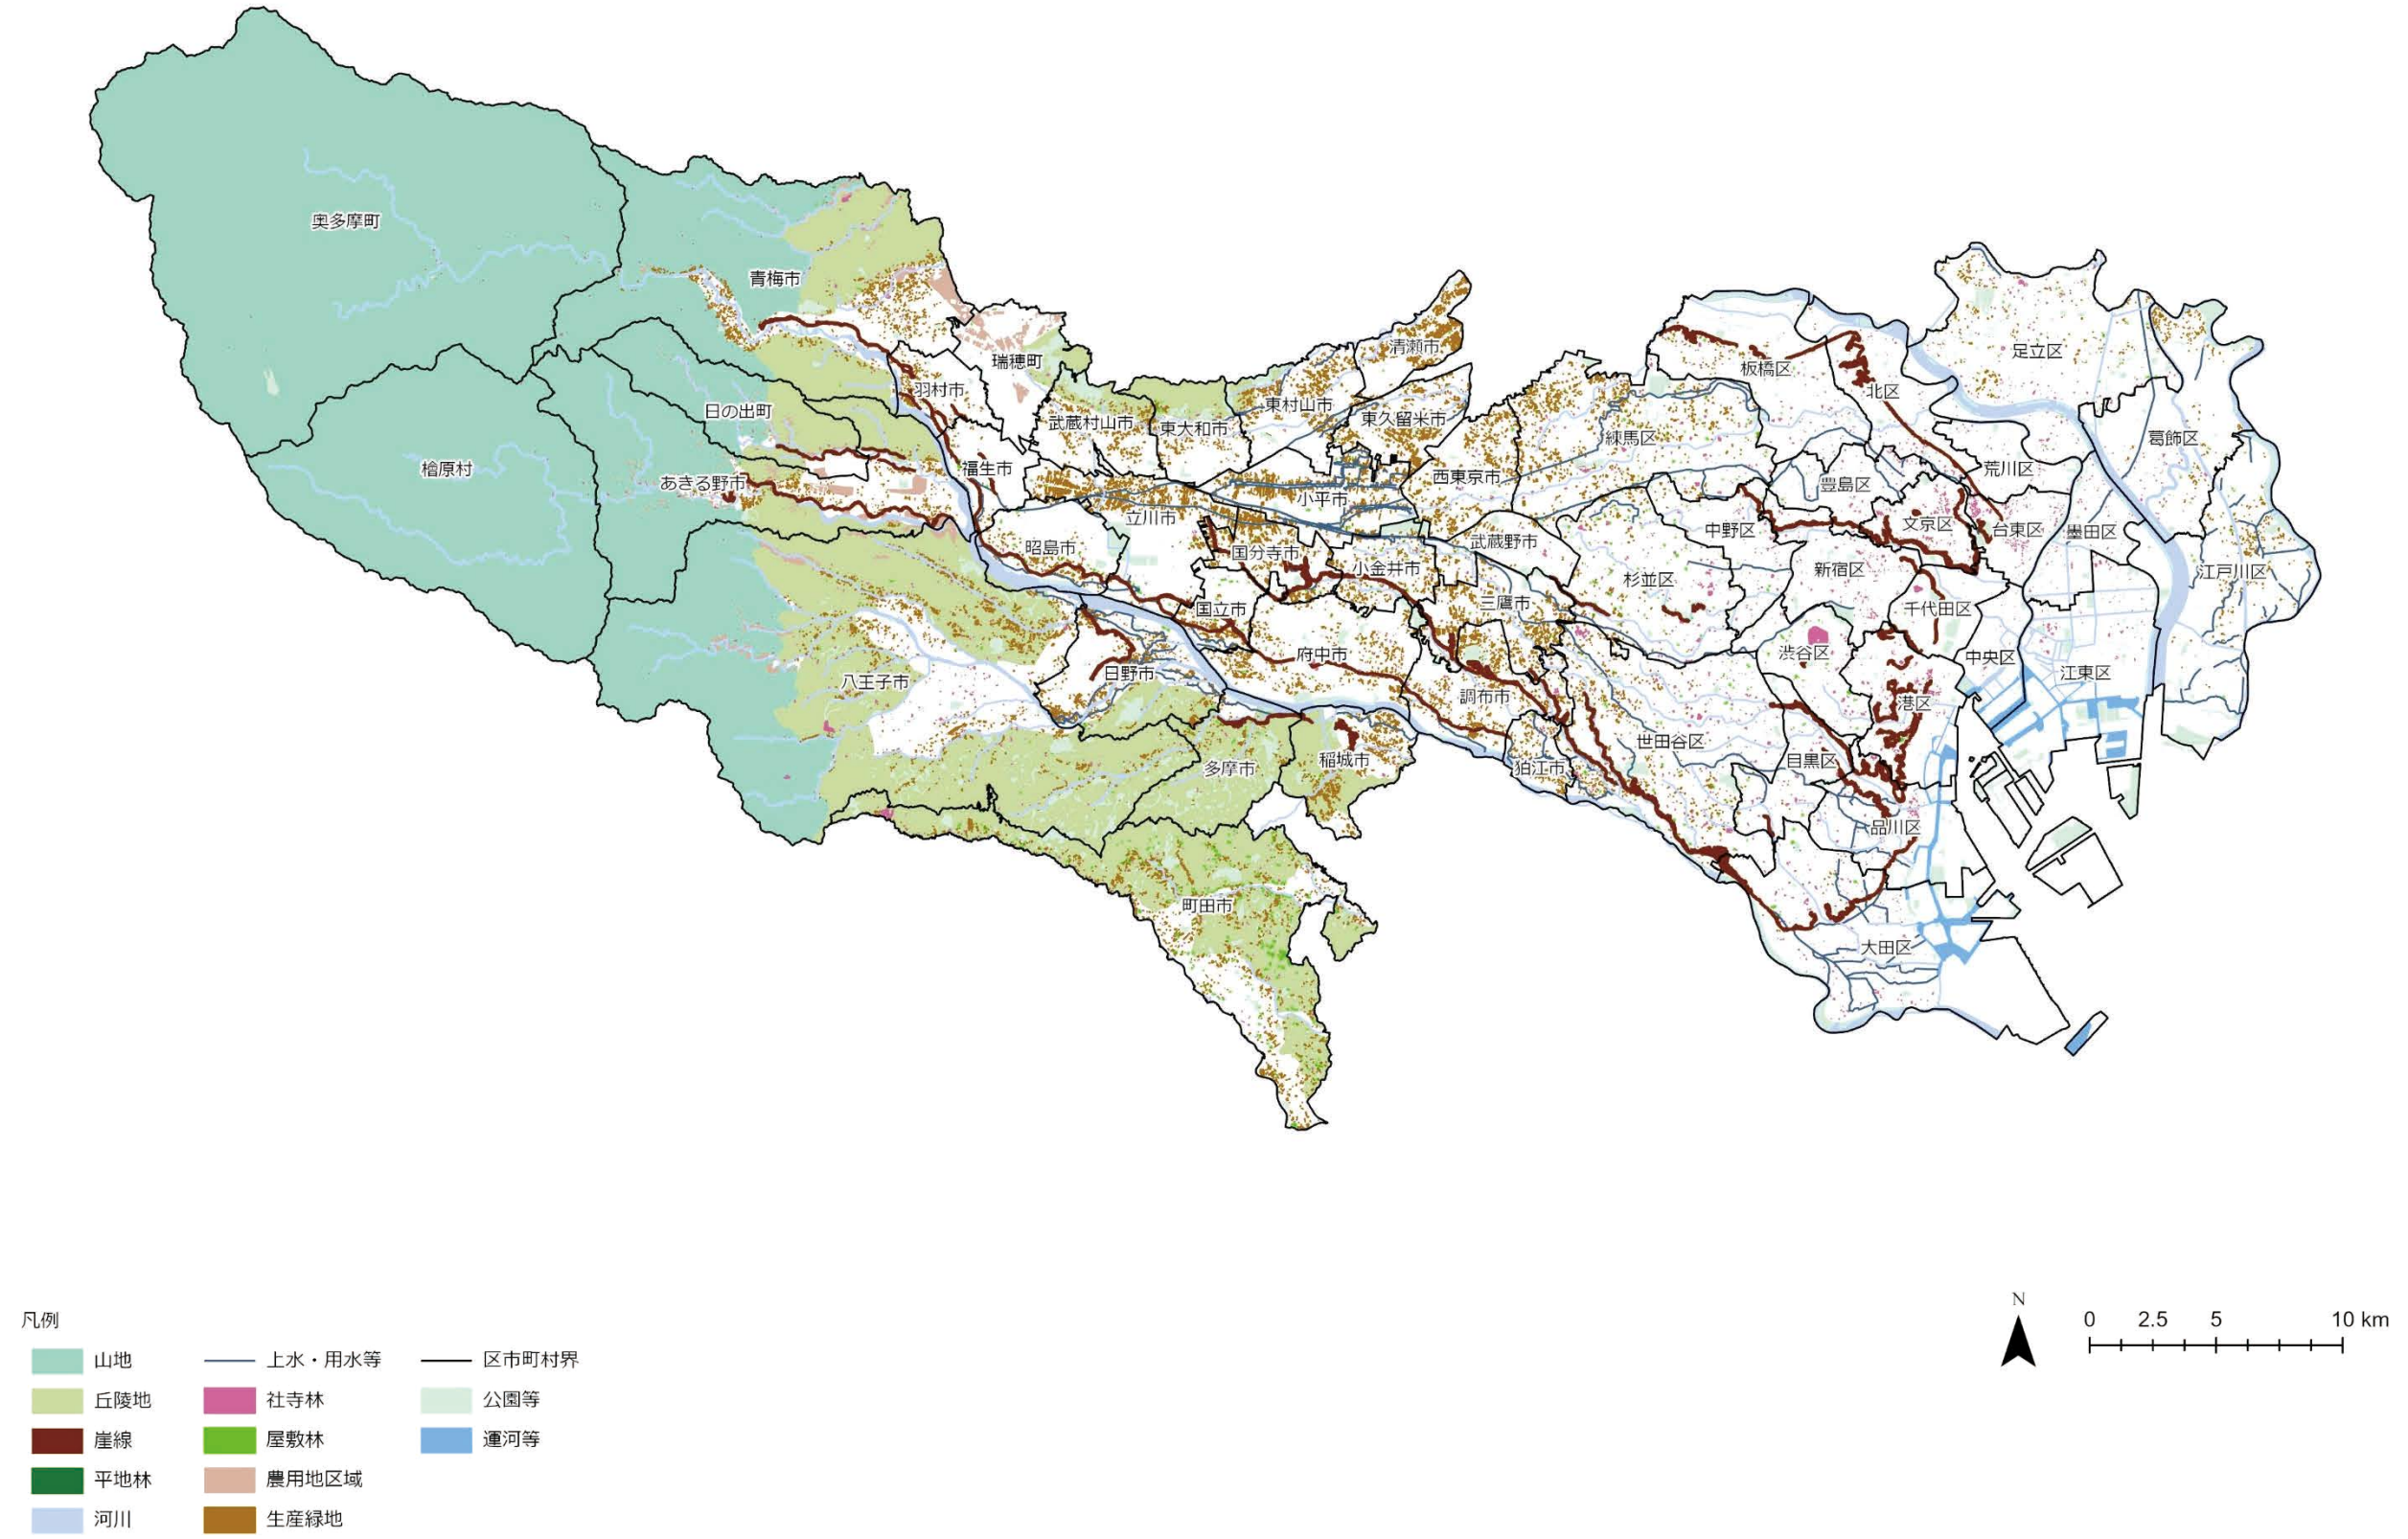 奥多摩町
青梅市
瑞穂町
清瀬市
足立区
板橋区
羽村市
北区
日の出町
武蔵村山市
東大和市
東村山市
東久留米市
練馬区
葛飾区
檜原村
福生市
あきる野市
西東京市
豊島区
荒川区
小平市
立川市
中野区
文京区
台東区
墨田区
昭島市
国分寺市
武蔵野市
小金井市
杉並区
新宿区
江戸川区
国立市
三鷹市
千代田区
府中市
渋谷区
中央区
江東区
日野市
八王子市
調布市
港区
世田谷区
多摩市
稲城市
狛江市
目黒区
品川区
町田市
大田区
凡例
山地
丘陵地
崖線
平地林
河川
上水・用水等
社寺林
屋敷林
農用地区域
生産緑地
区市町村界
公園等
運河等
N
0 2.5 5 10 km